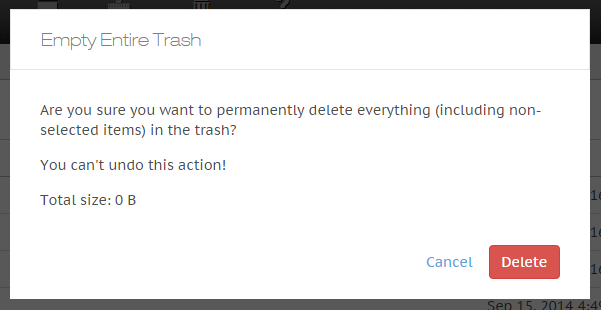 Empty Entire Trash
Are you sure you want to permanently delete everything (including non-
selected items) in the trash?
You can't undo this action!
Total size: 0 B
Cancel
Delete
Sep 15, 2014 4:49